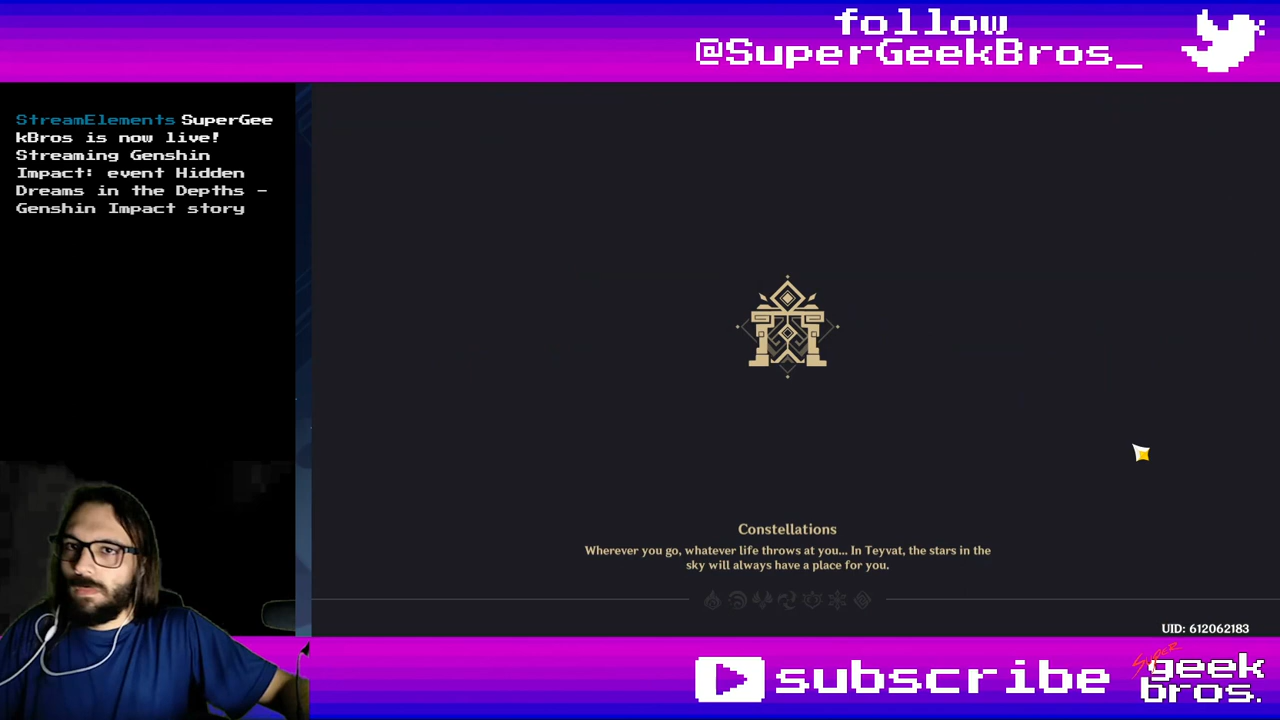 follow
@SuperGeekBros_
StreamElements SuperGee
kBros is now live!
Streaming Genshin
Impact: event Hidden
Dreams in the Depths -
Genshin Impact story
Constellations
Wherever you go, whatever life throws at you... In Teyvat, the stars in the
sky will always have a place for you.
UID: 612062183
subscribe
Super
geek
bros.